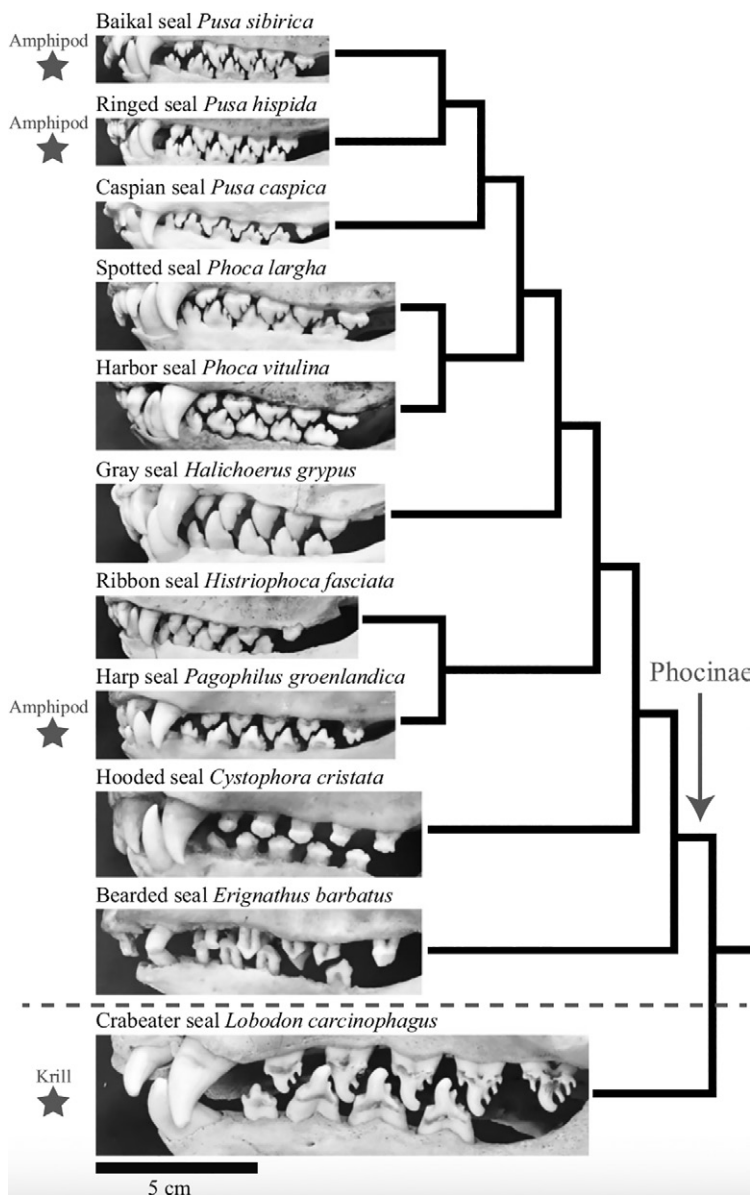 Baikal seal Pusa sibirica
Amphipod
Ringed seal Pusa hispida
Amphipod
Caspian seal Pusa caspica
Spotted seal Phoca largha
Harbor seal Phoca vitulina
Gray seal Halichoerus grypus
Ribbon seal Histriophoca fasciata
Harp seal Pagophilus groenlandica
Phocinae
Amphipod
Hooded seal Cystophora cristata
Bearded seal Erignathus barbatus
Crabeater seal Lobodon carcinophagus
Krill
5 cm